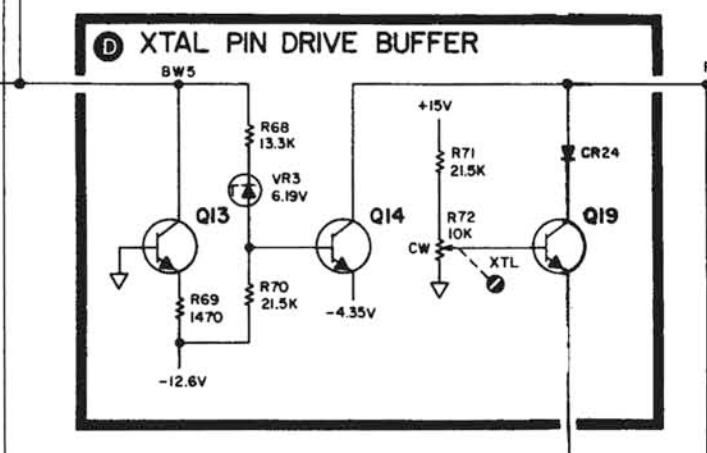 D XTAL PIN DRIVE BUFFER
BW5
R68
13.3K
VR3
6.19V
Q13
Q14
R69
1470
R70
21.5K
-12.6V
-4.35V
+15V
R71
21.5K
R72
10K
CW
XTL
CR24
Q19